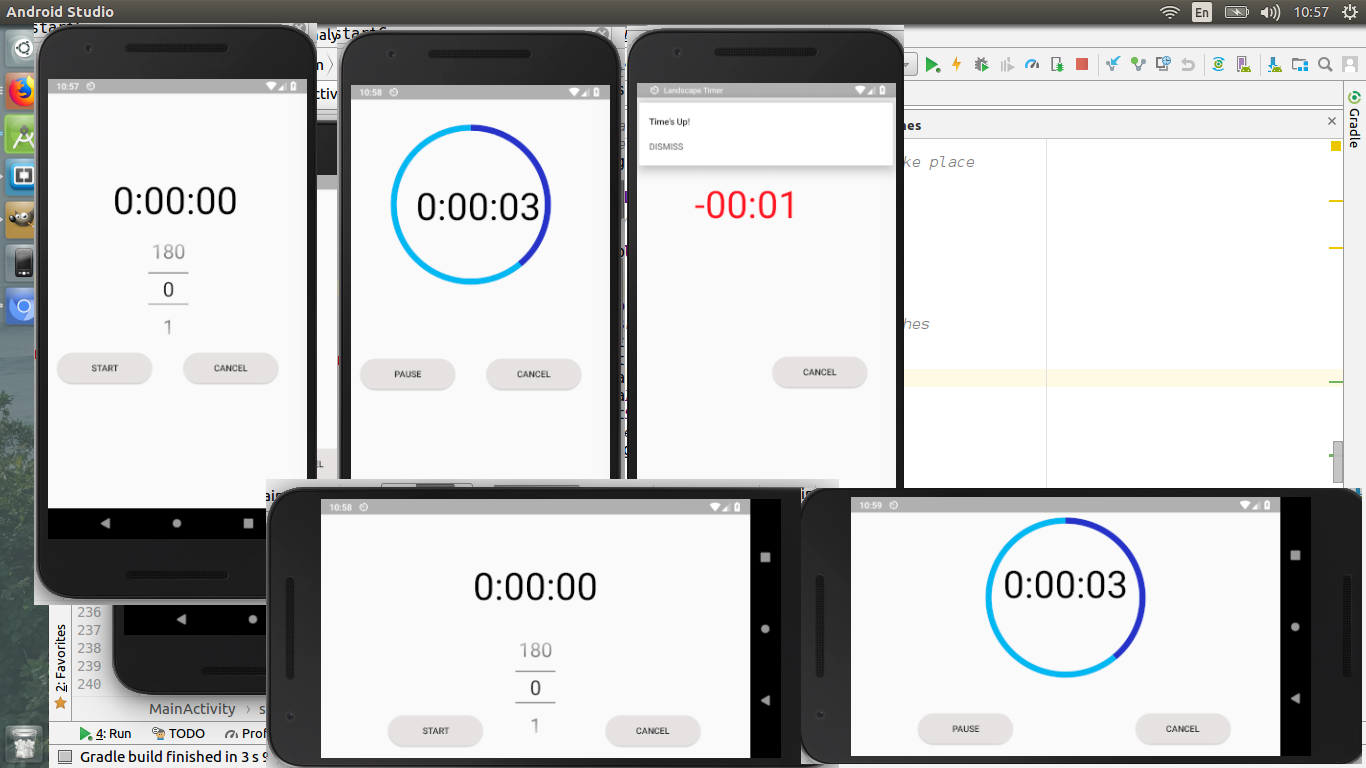 Android Studio
En
10:57
10:57
0:00:00
180
0
1
START
CANCEL
10:58
0:00:03
PAUSE
CANCEL
Landscape Timer
Time's Up!
DISMISS
-00:01
CANCEL
ke place
hes
Gradle
10:58
0:00:00
180
0
1
START
CANCEL
10:59
0:00:03
PAUSE
CANCEL
2: Favorites
236
237
238
239
240
MainActivity
4: Run
TODO
Gradle build finished in 3 s